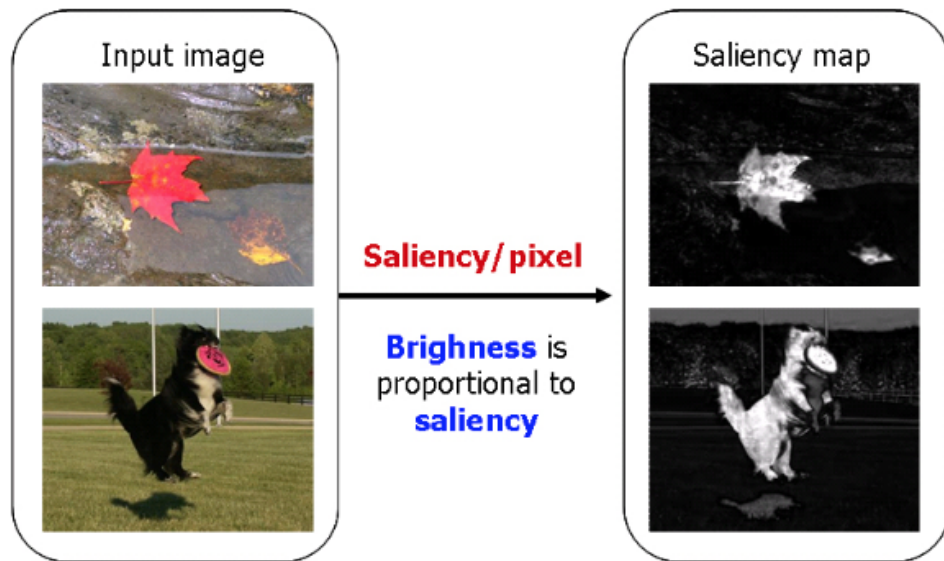 Input image
Saliency map
Saliency/pixel
Brighness is
proportional to
saliency